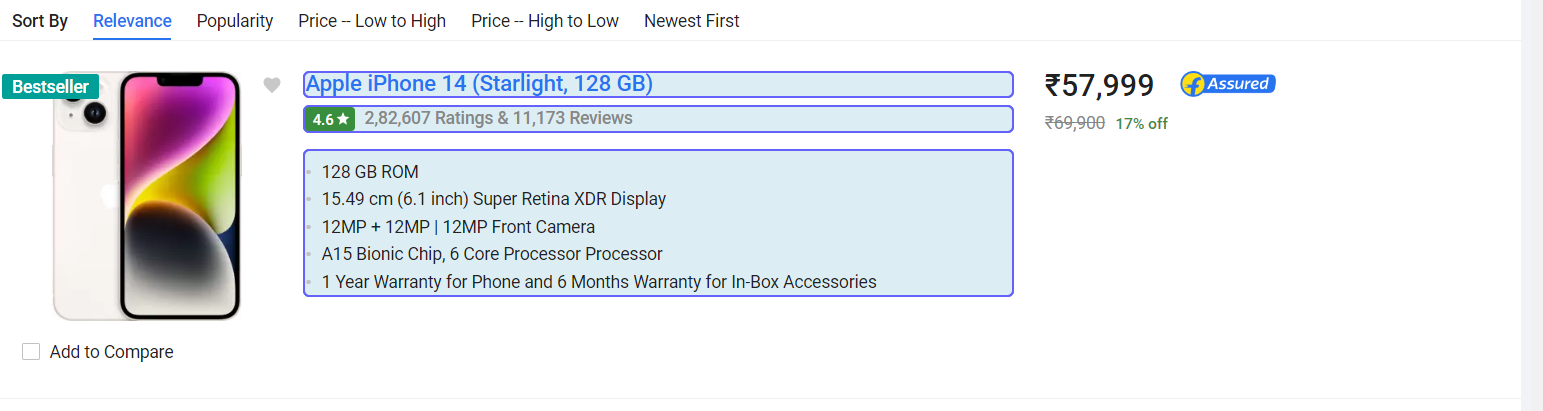 Sort By Relevance Popularity Price -- Low to High Price -- High to Low Newest First
Bestseller
Apple iPhone 14 (Starlight, 128 GB)
4.6★ 2,82,607 Ratings & 11,173 Reviews
128 GB ROM
15.49 cm (6.1 inch) Super Retina XDR Display
12MP + 12MP | 12MP Front Camera
A15 Bionic Chip, 6 Core Processor Processor
1 Year Warranty for Phone and 6 Months Warranty for In-Box Accessories
₹57,999 f Assured
₹69,900 17% off
Add to Compare